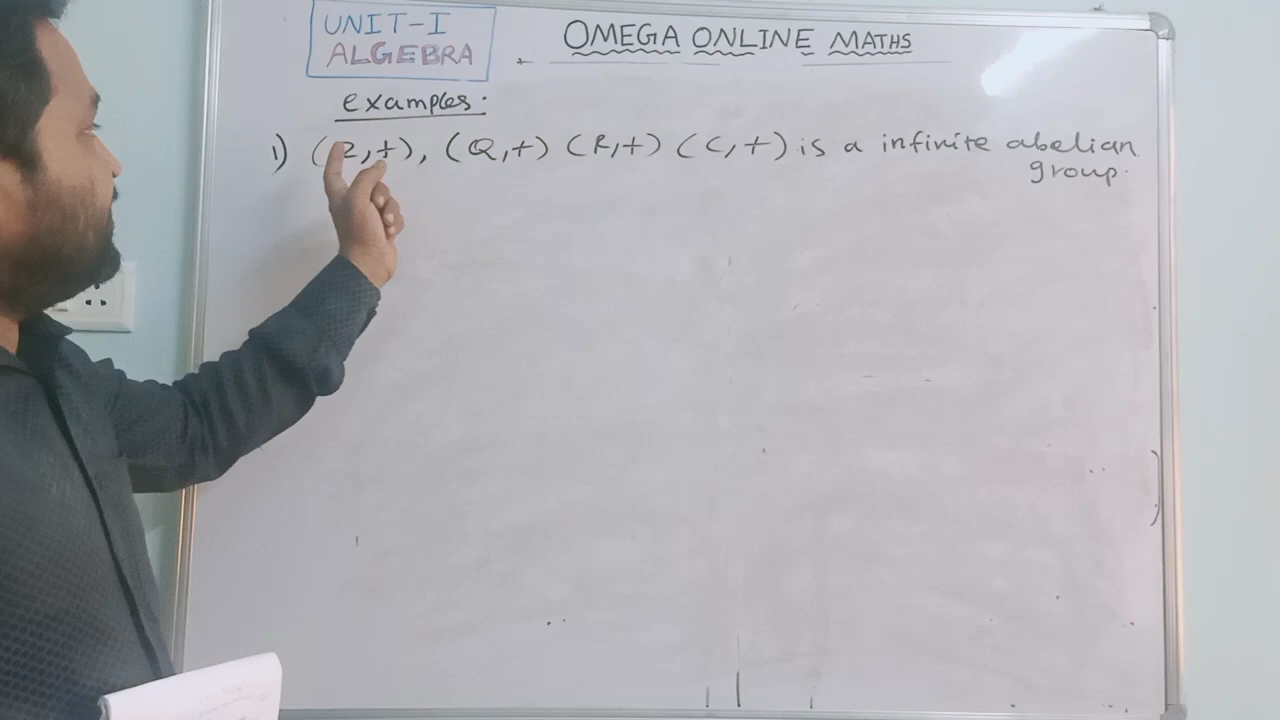 UNIT-I
ALGEBRA
OMEGA ONLINE MATHS
examples:
1) (Z,+), (Q,+) (R,+) (C,+) is a infinite abelian
group.